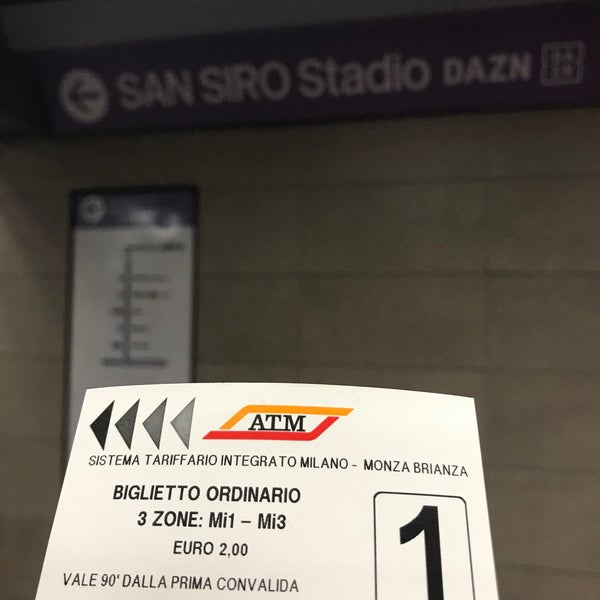 SAN SIRO Stadio DAZN
ATM
SISTEMA TARIFFARIO INTEGRATO MILANO - MONZA BRIANZA
BIGLIETTO ORDINARIO
3 ZONE: Mi1 – Mi3
EURO 2,00
1
VALE 90' DALLA PRIMA CONVALIDA